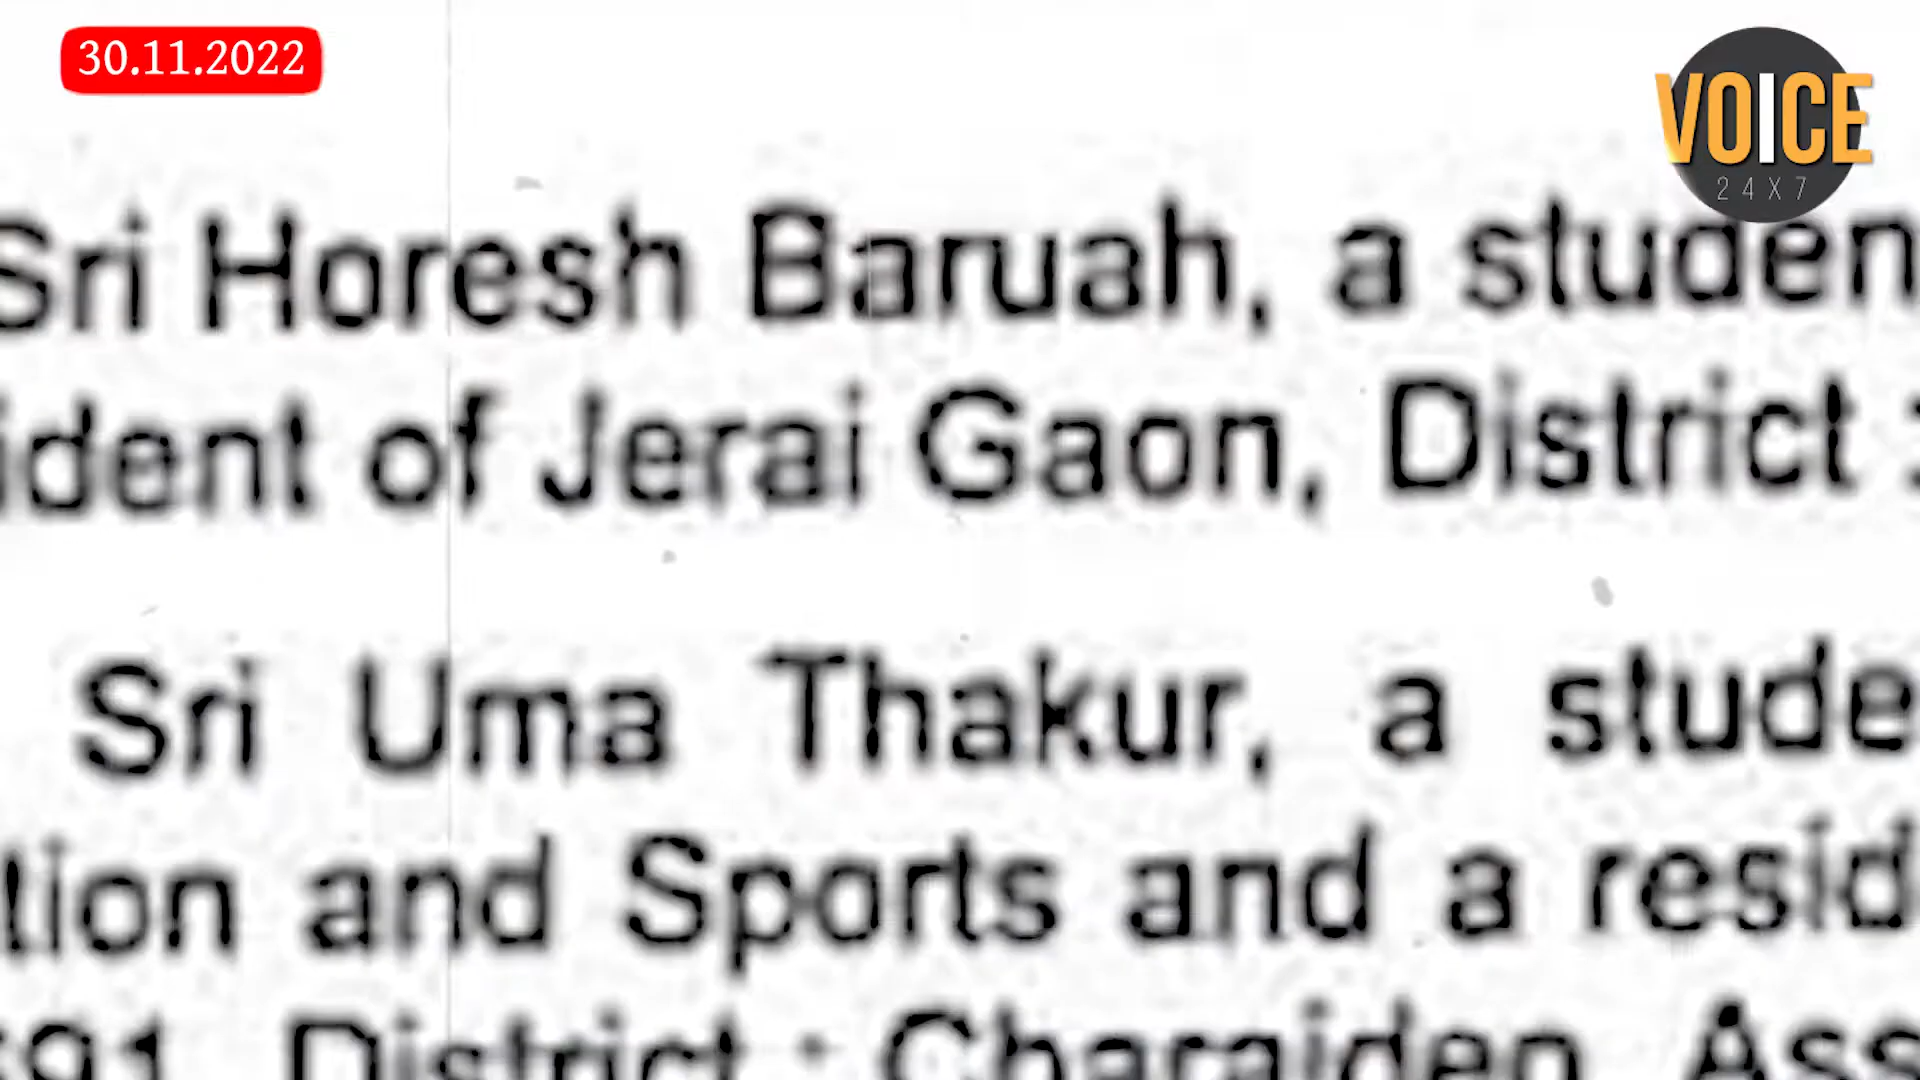 30.11.2022
VOICE
24X7
Sri Horesh Baruah, a studen
ident of Jerai Gaon, District :
Sri Uma Thakur, a stude
tion and Sports and a resid
91, District : Charaideo, Ass